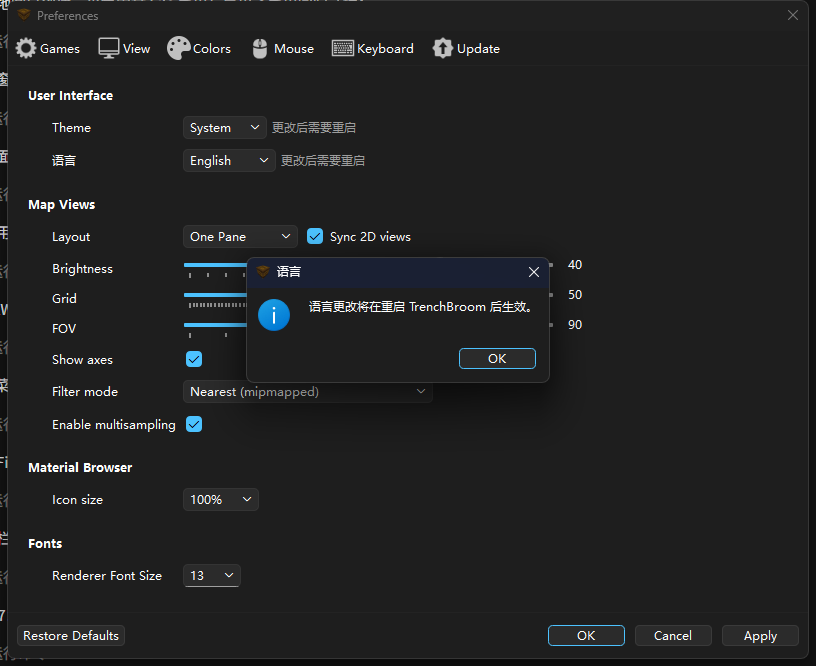 Preferences
Games View Colors Mouse Keyboard Update
User Interface
Theme System 更改后需要重启
语言 English 更改后需要重启
Map Views
Layout One Pane Sync 2D views
Brightness 40
Grid 50
FOV 90
语言
语言更改将在重启 TrenchBroom 后生效。
OK
Show axes
Filter mode Nearest (mipmapped)
Enable multisampling
Material Browser
Icon size 100%
Fonts
Renderer Font Size 13
Restore Defaults OK Cancel Apply